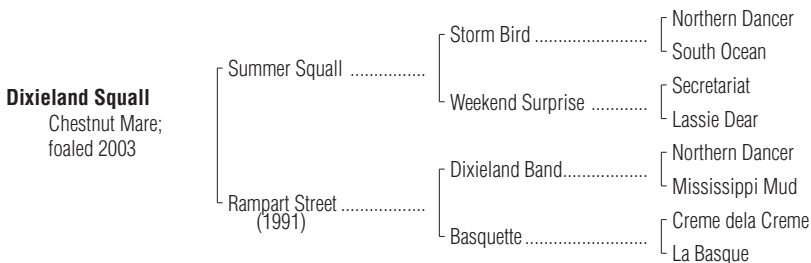 Dixieland Squall
Chestnut Mare;
foaled 2003
Summer Squall ................
Rampart Street ..................
(1991)
Storm Bird ........................
Weekend Surprise ............
Dixieland Band..................
Basquette ..........................
Northern Dancer
South Ocean
Secretariat
Lassie Dear
Northern Dancer
Mississippi Mud
Creme dela Creme
La Basque